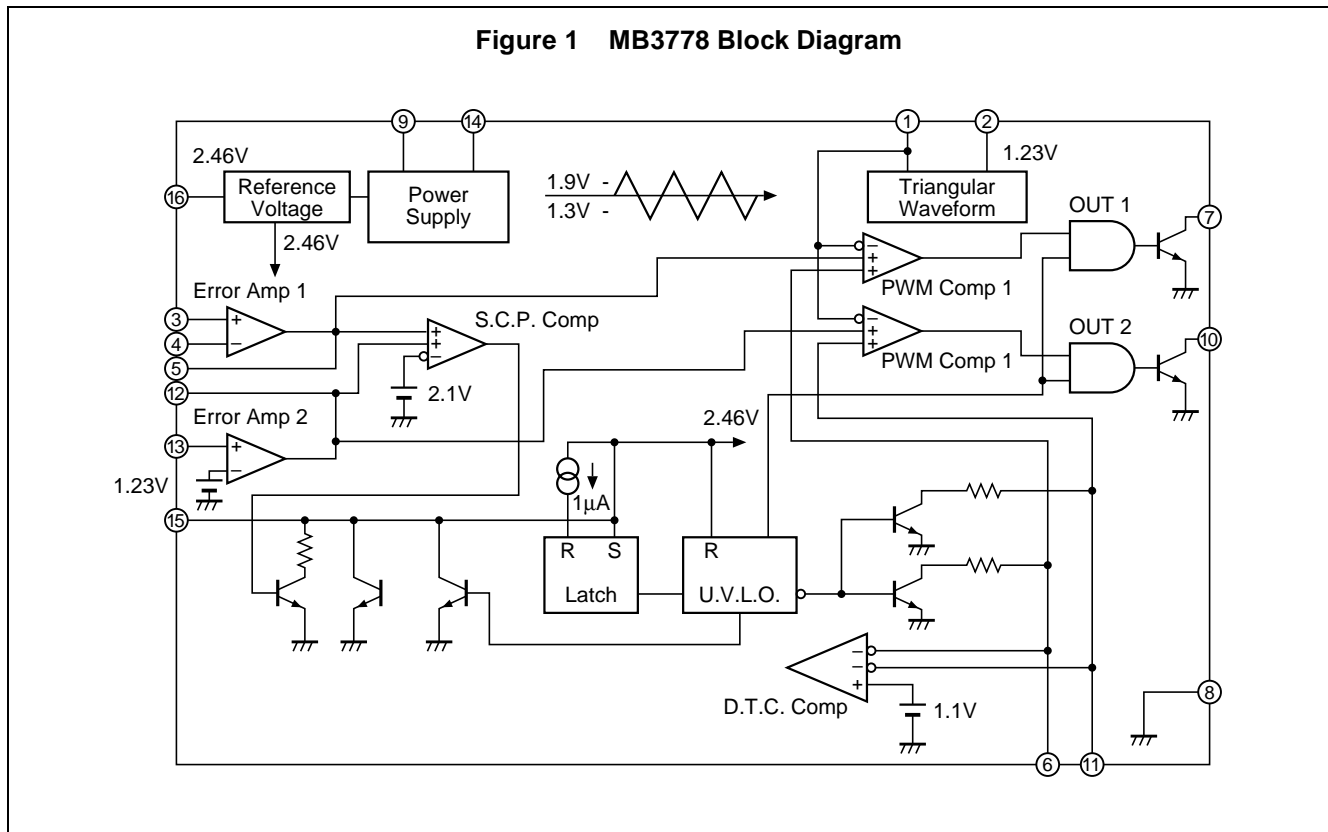 Figure 1 MB3778 Block Diagram
9
14
1
2
2.46V
1.23V
16
Reference
Voltage
Power
Supply
1.9V -
1.3V -
Triangular
Waveform
OUT 1
7
2.46V
Error Amp 1
PWM Comp 1
3
+
4
−
5
S.C.P. Comp
+
+
−
−
+
+
12
2.1V
−
+
+
PWM Comp 1
OUT 2
10
Error Amp 2
13
+
−
1.23V
2.46V
1μA
15
R S
Latch
R
U.V.L.O.
−
−
+
D.T.C. Comp
1.1V
8
6
11